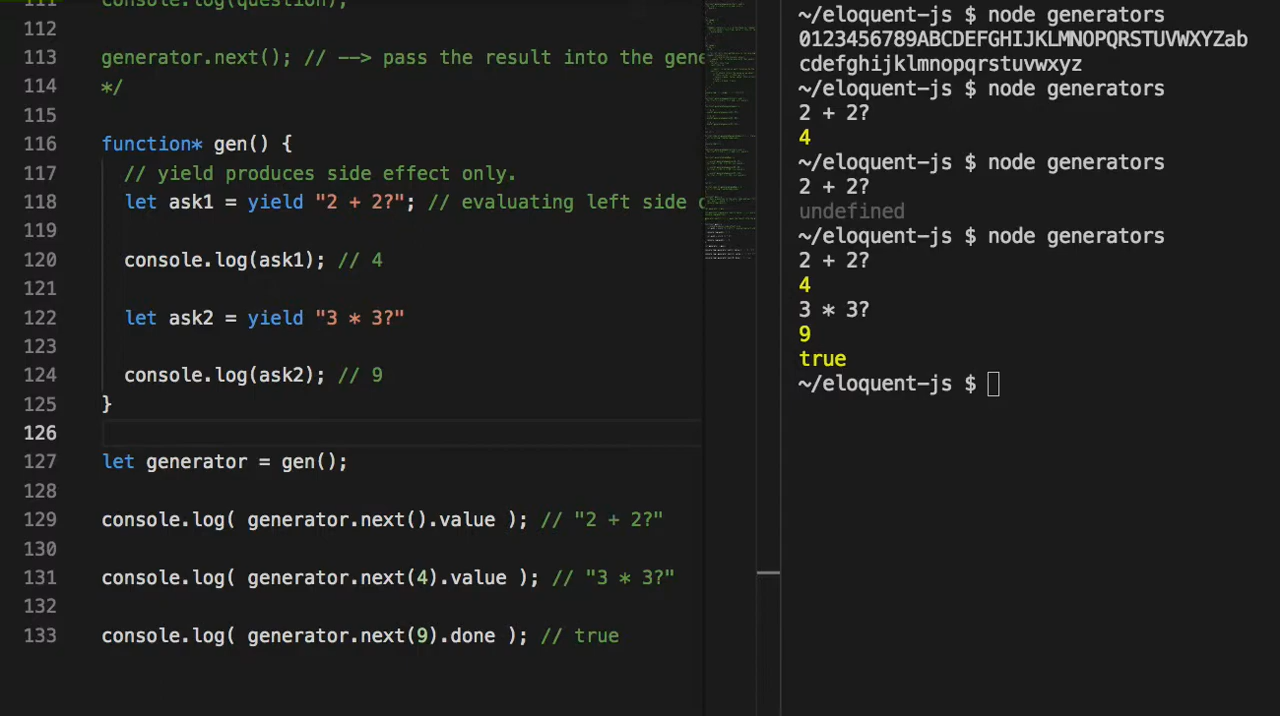 111 console.log(question);
112
113 generator.next(); // --> pass the result into the gene
114 */
115
116 function* gen() {
117 // yield produces side effect only.
118 let ask1 = yield "2 + 2?"; // evaluating left side
119
120 console.log(ask1); // 4
121
122 let ask2 = yield "3 * 3?"
123
124 console.log(ask2); // 9
125 }
126
127 let generator = gen();
128
129 console.log( generator.next().value ); // "2 + 2?"
130
131 console.log( generator.next(4).value ); // "3 * 3?"
132
133 console.log( generator.next(9).done ); // true
~/eloquent-js $ node generators
0123456789ABCDEFGHIJKLMNOPQRSTUVWXYZab
cdefghijklmnopqrstuvwxyz
~/eloquent-js $ node generators
2 + 2?
4
~/eloquent-js $ node generators
2 + 2?
undefined
~/eloquent-js $ node generators
2 + 2?
4
3 * 3?
9
true
~/eloquent-js $